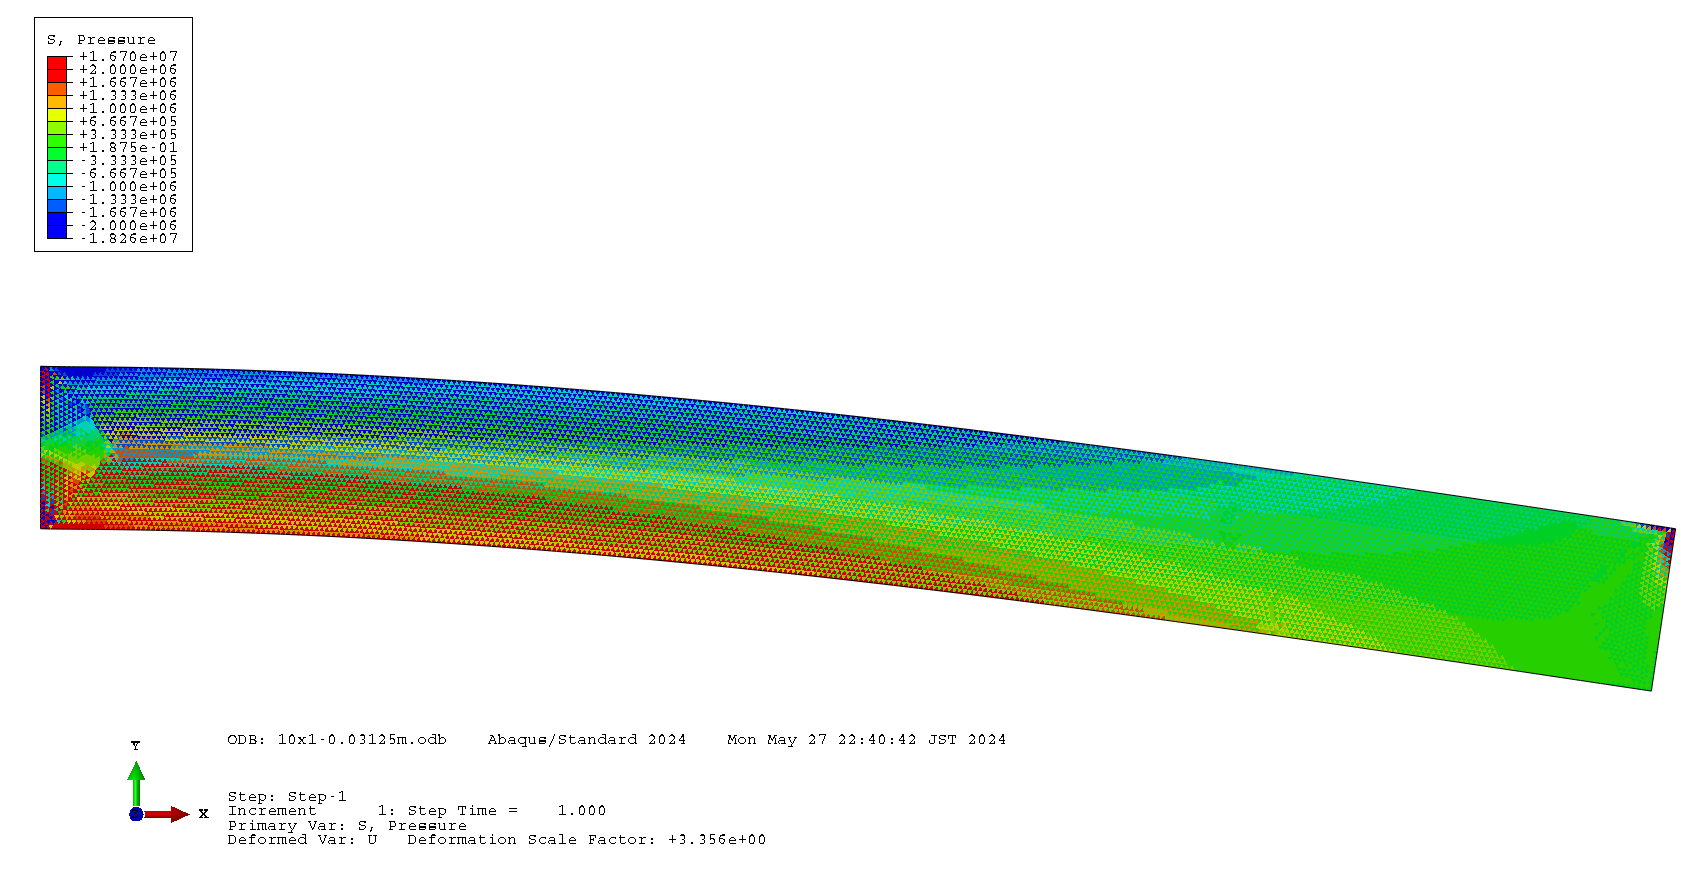 S, Pressure
+1.670e+07
+2.000e+06
+1.667e+06
+1.333e+06
+1.000e+06
+6.667e+05
+3.333e+05
+1.875e-01
-3.333e+05
-6.667e+05
-1.000e+06
-1.333e+06
-1.667e+06
-2.000e+06
-1.826e+07
Y
X
ODB: 10x1-0.03125m.odb    Abaqus/Standard 2024    Mon May 27 22:40:42 JST 2024
Step: Step-1
Increment      1: Step Time =    1.000
Primary Var: S, Pressure
Deformed Var: U   Deformation Scale Factor: +3.356e+00